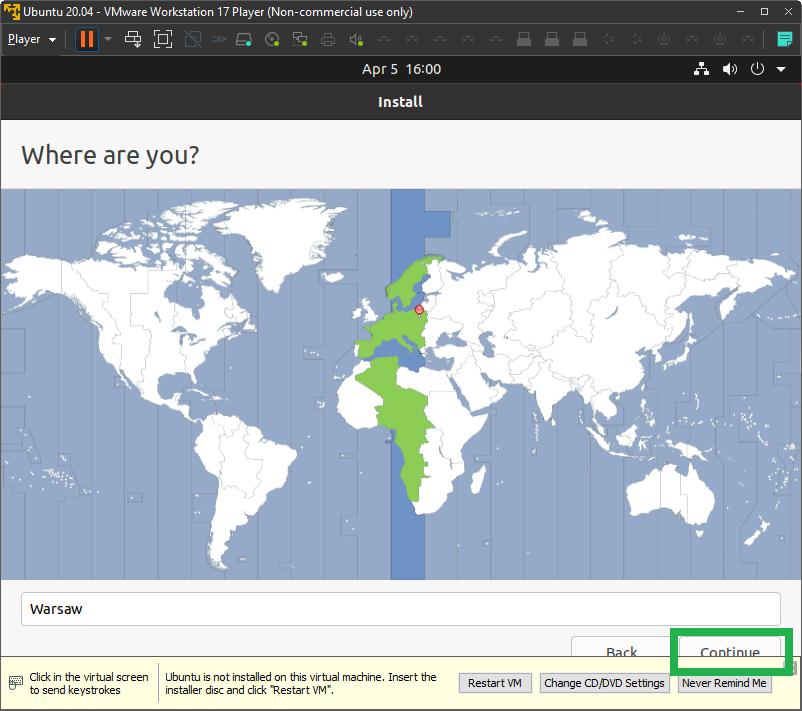 Ubuntu 20.04 - VMware Workstation 17 Player (Non-commercial use only)
Player
Apr 5 16:00
Install
Where are you?
Warsaw
Back
Continue
Click in the virtual screen
to send keystrokes
Ubuntu is not installed on this virtual machine. Insert the
installer disc and click "Restart VM".
Restart VM
Change CD/DVD Settings
Never Remind Me